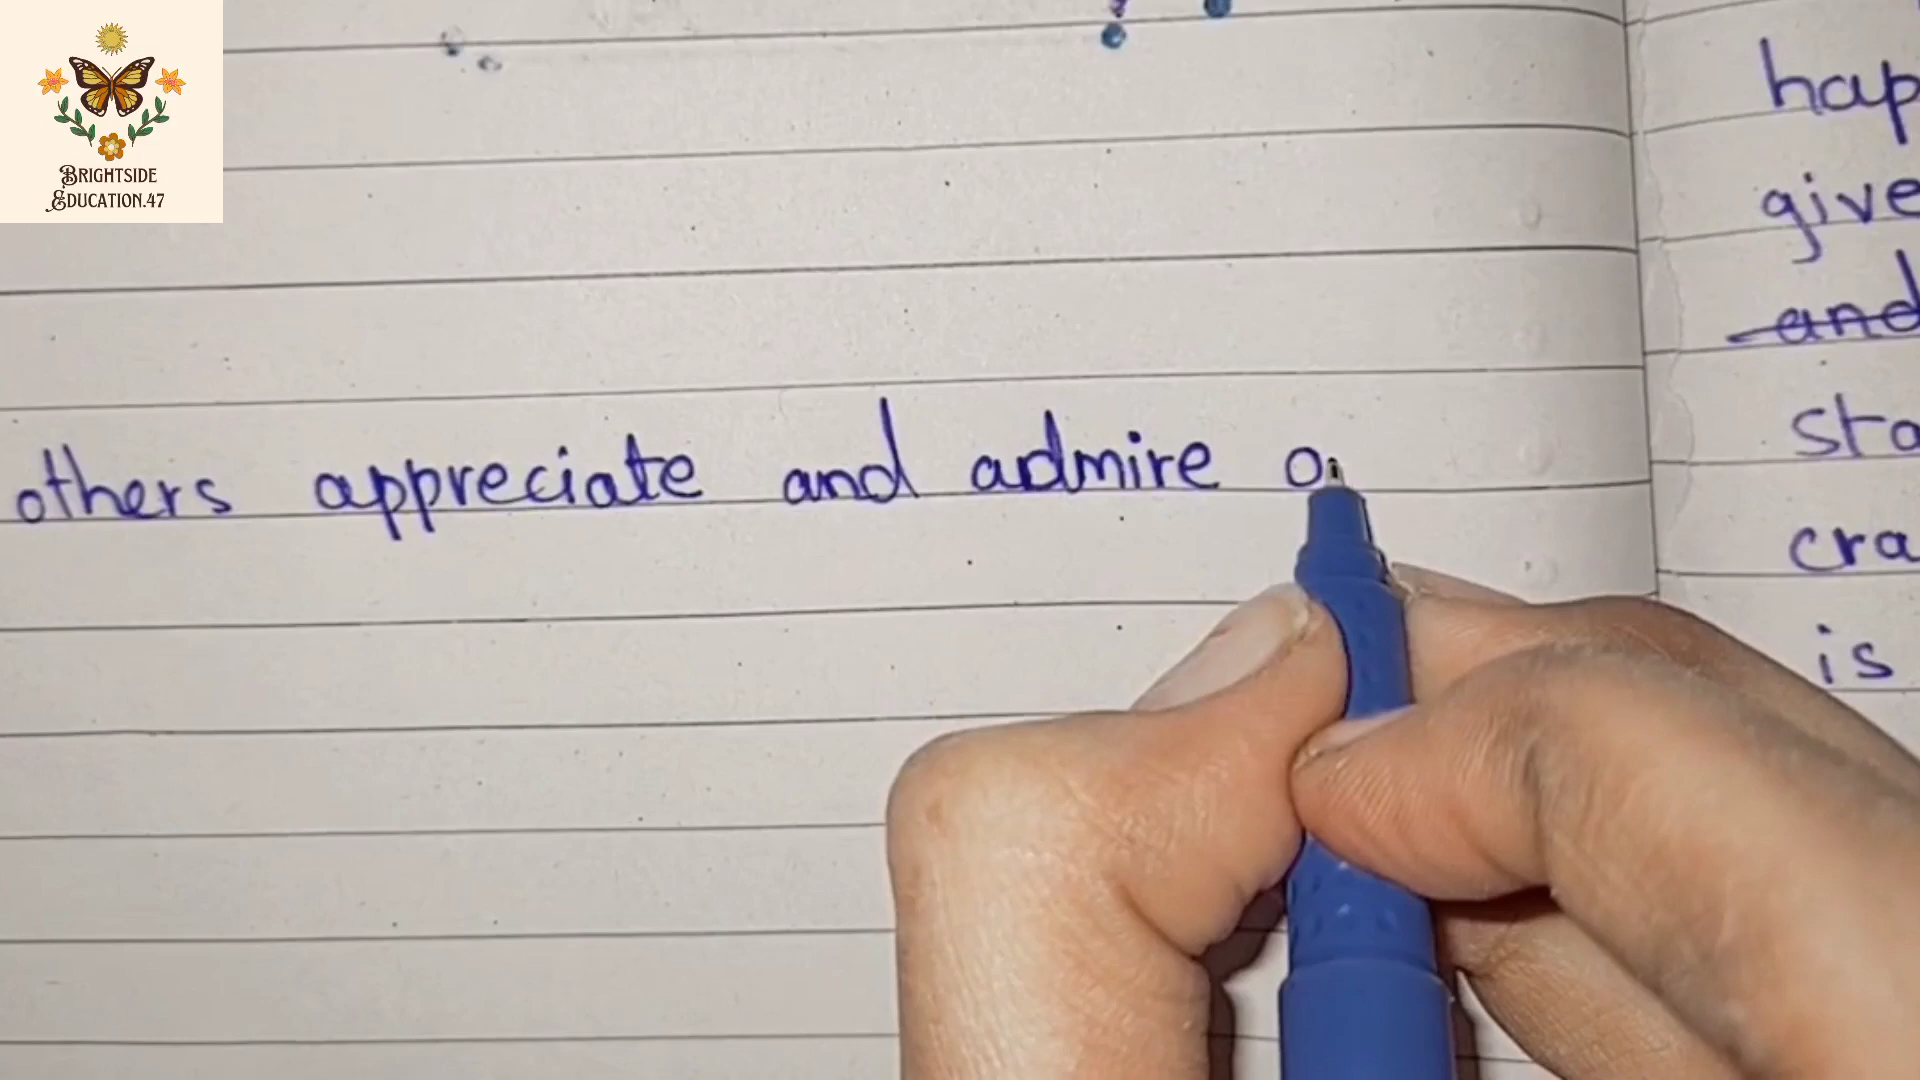 BRIGHTSIDE
EDUCATION.47
others appreciate and admire o
hap
give
and
sta
cra
is